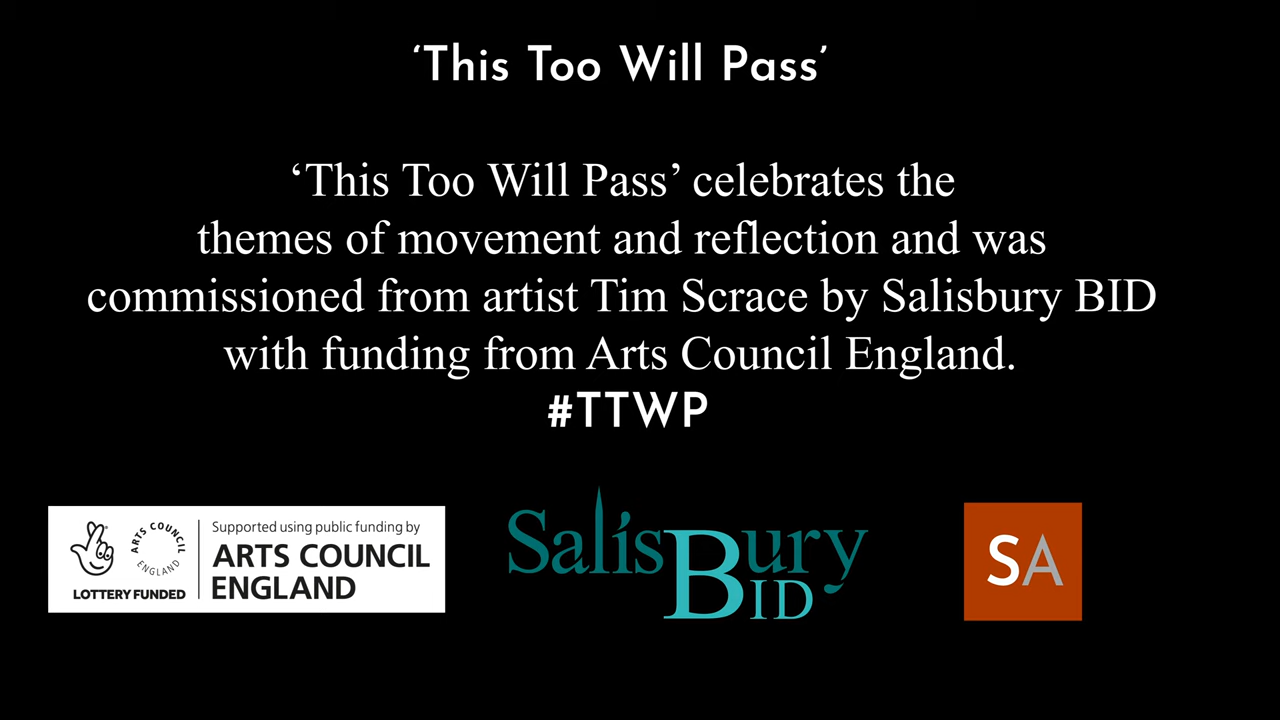 ‘This Too Will Pass’
‘This Too Will Pass’ celebrates the
themes of movement and reflection and was
commissioned from artist Tim Scrace by Salisbury BID
with funding from Arts Council England.
#TTWP
ARTS COUNCIL
ENGLAND
LOTTERY FUNDED
Supported using public funding by
ARTS COUNCIL
ENGLAND
SalisBury
BID
SA